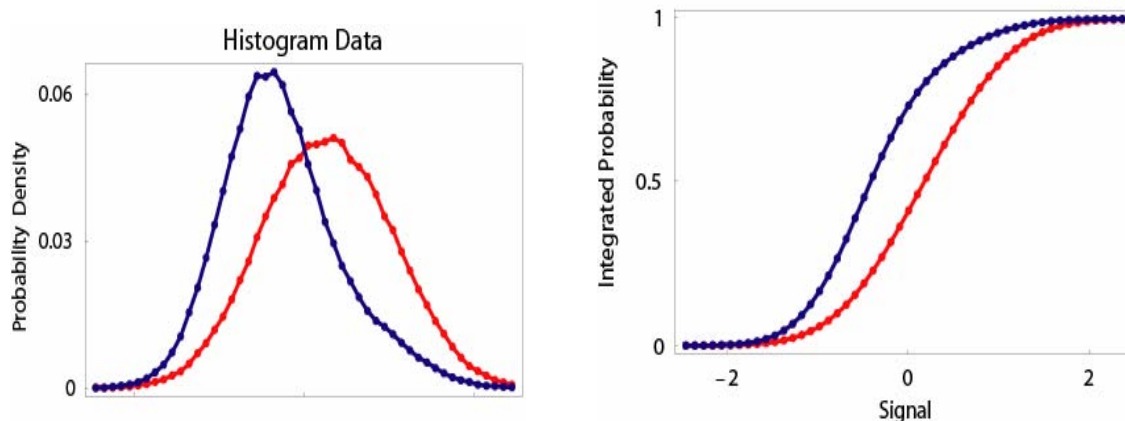 Histogram Data
Probability Density
0.06
0.03
0
Integrated Probability
1
0.5
0
−2
0
2
Signal